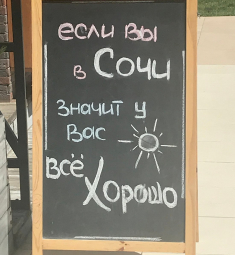 если вы
в Сочи
значит у
вас
всё
Хорошо